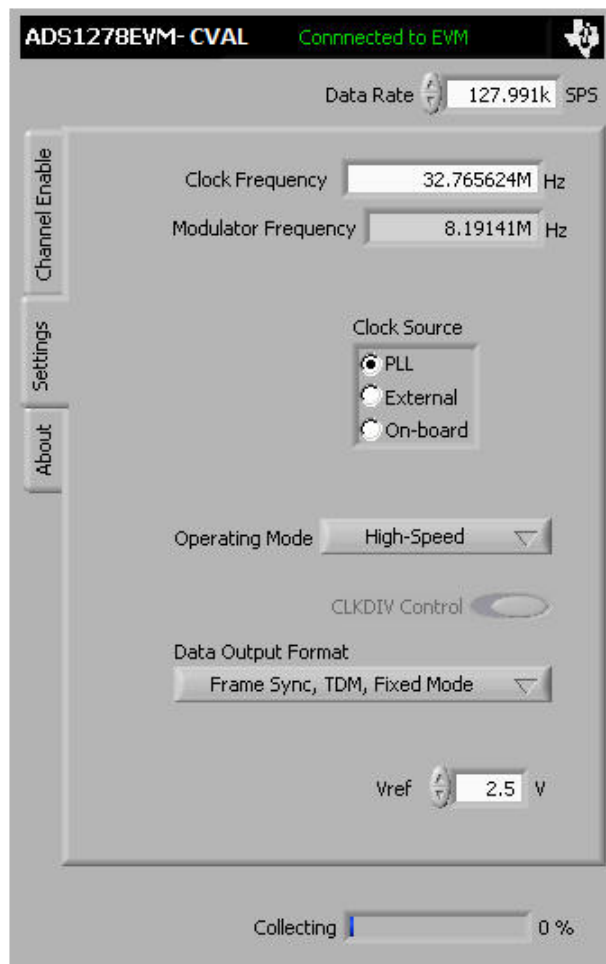 ADS1278EVM- CVAL Connnected to EVM
Data Rate 127.991k SPS
Channel Enable
Settings
About
Clock Frequency 32.765624M Hz
Modulator Frequency 8.19141M Hz
Clock Source
PLL
External
On-board
Operating Mode High-Speed
CLKDIV Control
Data Output Format
Frame Sync, TDM, Fixed Mode
Vref 2.5 V
Collecting 0 %